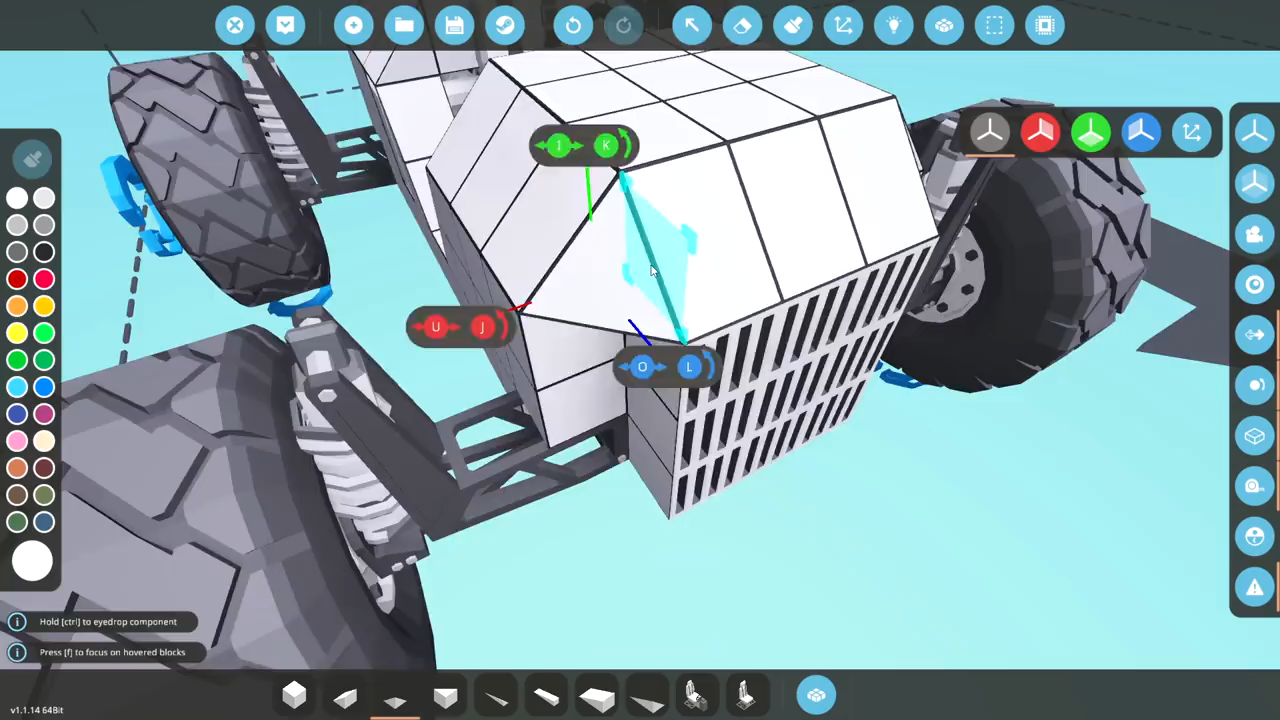 I K
U J
O L
Hold [ctrl] to eyedrop component
Press [f] to focus on hovered blocks
v1.1.14 64Bit